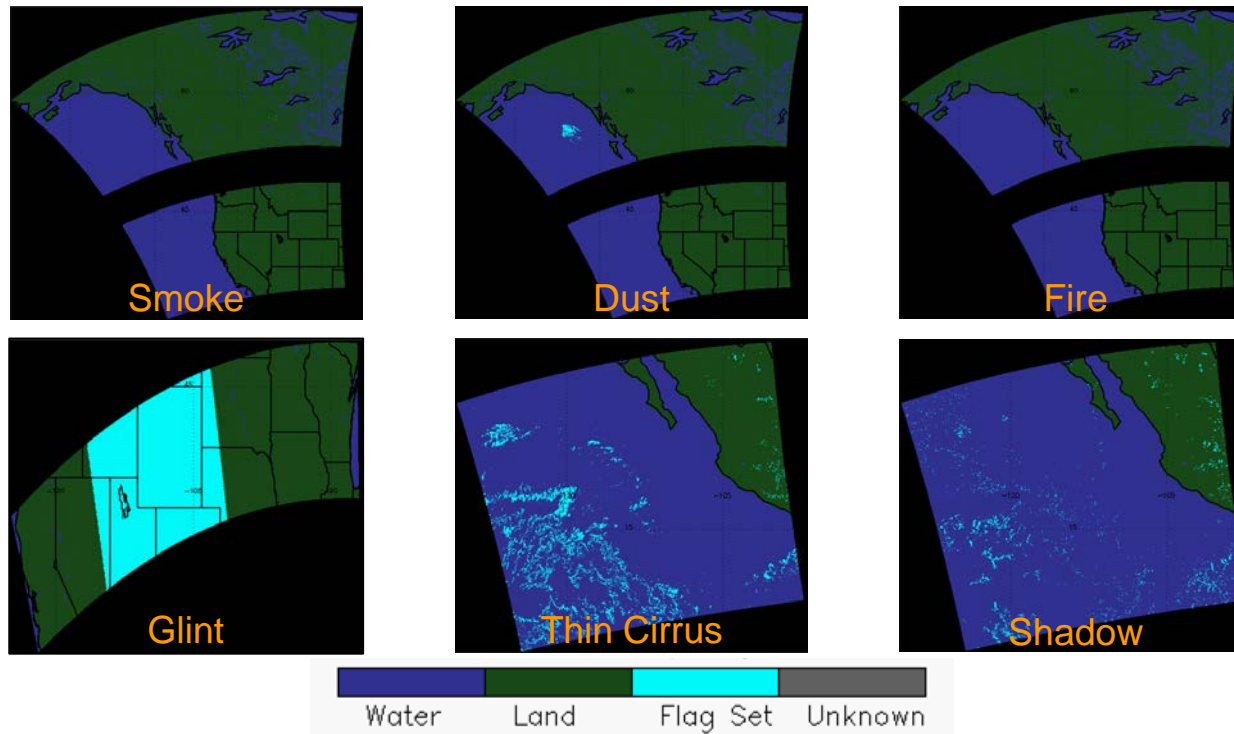 Smoke
Dust
Fire
Glint
Thin Cirrus
Shadow
Water Land Flag Set Unknown